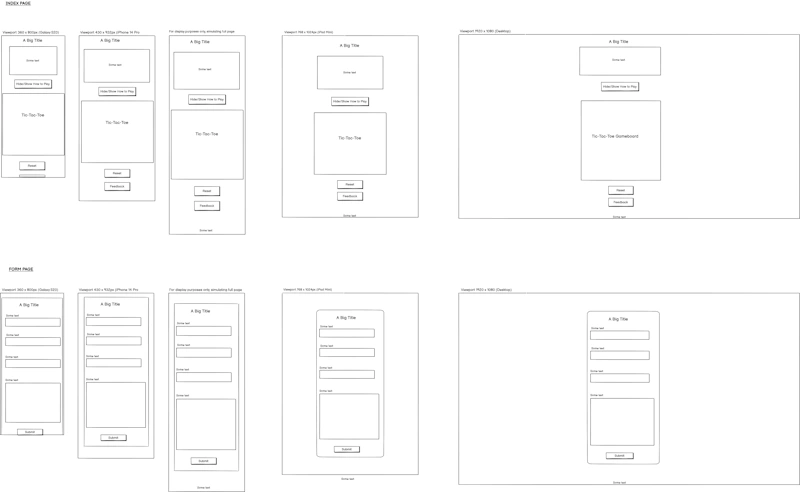 INDEX PAGE
Viewport 360 x 800px (Galaxy S20)
A Big Title
Some text
Hide/Show How to Play
Tic-Tac-Toe
Reset
Viewport 430 x 932px (iPhone 14 Pro
A Big Title
Some text
Hide/Show How to Play
Tic-Tac-Toe
Reset
Feedback
For display purposes only simulating full page
A Big Title
Some text
Hide/Show How to Play
Tic-Tac-Toe
Reset
Feedback
Some text
Viewport 768 x 1024px (iPad Mini)
A Big Title
Some text
Hide/Show How to Play
Tic-Tac-Toe
Reset
Feedback
Some text
Viewport 1920 x 1080 (Desktop)
A Big Title
Some text
Hide/Show How to Play
Tic-Tac-Toe Gameboard
Reset
Feedback
Some text
FORM PAGE
Viewport 360 x 800px (Galaxy S20)
A Big Title
Some text
Some text
Some text
Some text
Submit
Viewport 430 x 932px (iPhone 14 Pro
A Big Title
Some text
Some text
Some text
Some text
Submit
For display purposes only simulating full page
A Big Title
Some text
Some text
Some text
Some text
Submit
Some text
Viewport 768 x 1024px (iPad Mini)
A Big Title
Some text
Some text
Some text
Some text
Submit
Some text
Viewport 1920 x 1080 (Desktop)
A Big Title
Some text
Some text
Some text
Some text
Submit
Some text